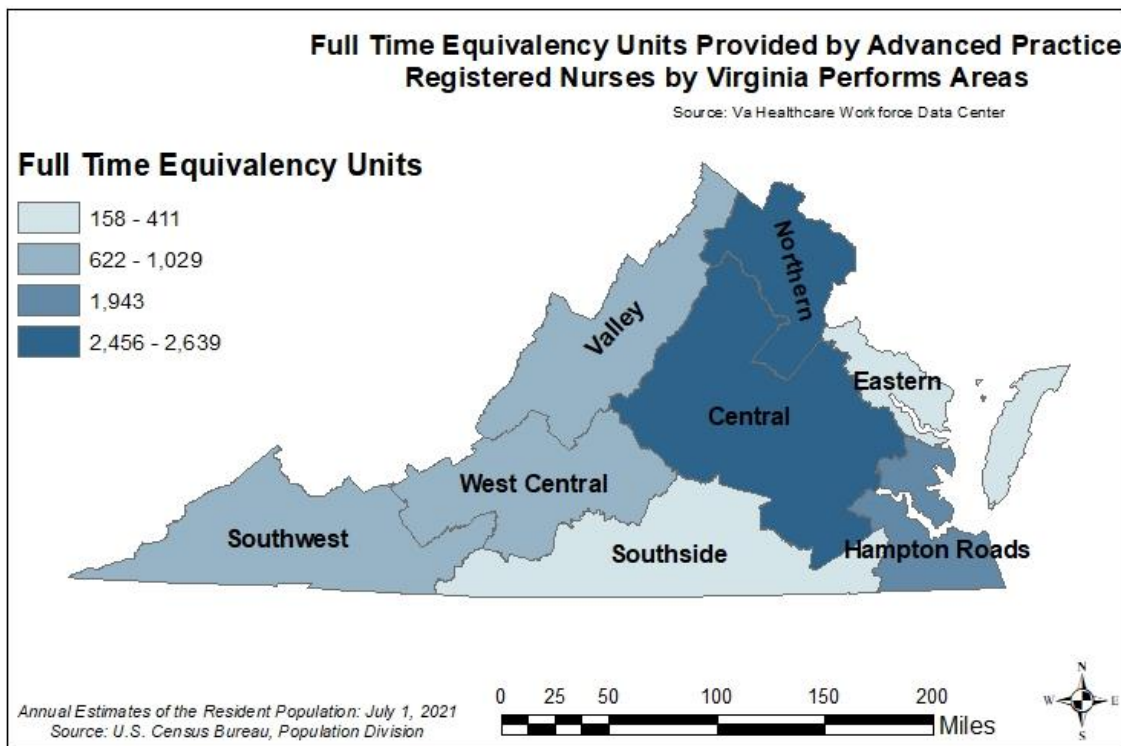 Full Time Equivalency Units Provided by Advanced Practice
Registered Nurses by Virginia Performs Areas
Source: Va Healthcare Workforce Data Center
Full Time Equivalency Units
158 - 411
622 - 1,029
1,943
2,456 - 2,639
Northern
Valley
Eastern
Central
West Central
Southwest
Southside
Hampton Roads
Annual Estimates of the Resident Population: July 1, 2021
Source: U.S. Census Bureau, Population Division
0 25 50 100 150 200
Miles
N
W E
S